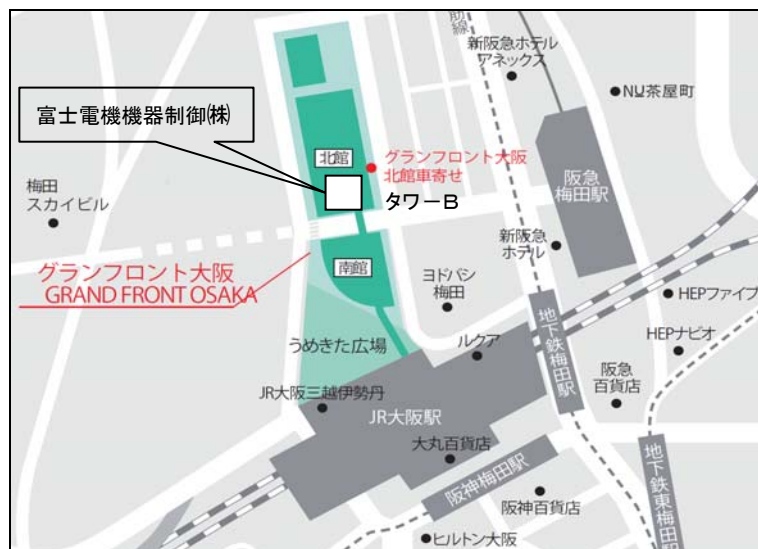 筋線
新阪急ホテル
アネックス
NU茶屋町
富士電機機器制御㈱
北館
グランフロント大阪
北館車寄せ
タワーB
阪急
梅田駅
梅田
スカイビル
新阪急
ホテル
南館
グランフロント大阪
GRAND FRONT OSAKA
ヨドバシ
梅田
HEPファイブ
地下鉄梅田駅
うめきた広場
ルクア
HEPナビオ
阪急
百貨店
JR大阪三越伊勢丹
JR大阪駅
大丸百貨店
阪神梅田駅
地下鉄東梅田駅
阪神百貨店
ヒルトン大阪